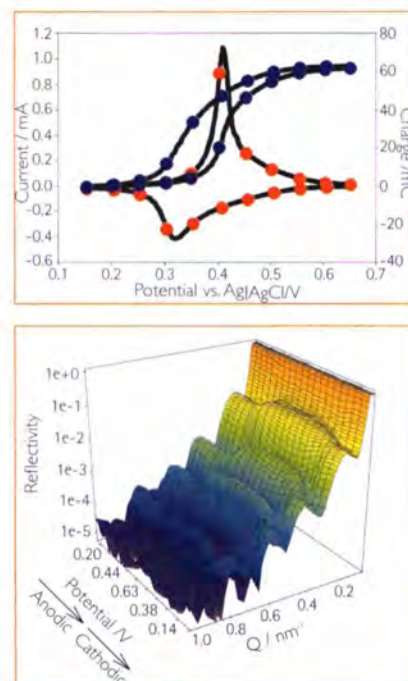 1.2
1.0
0.8
0.6
0.4
0.2
0.0
-0.2
-0.4
-0.6
Current / mA
80
60
40
20
0
-20
-40
Charge /mC
0.1 0.2 0.3 0.4 0.5 0.6 0.7
Potential vs. Ag|AgCl/V
1e+0
1e-1
1e-2
1e-3
1e-4
1e-5
Reflectivity
0.20
0.44
0.63
0.38
0.14
Potential /V
Anodic Cathodic
1.0 0.8 0.6 0.4 0.2
Q / nm⁻¹